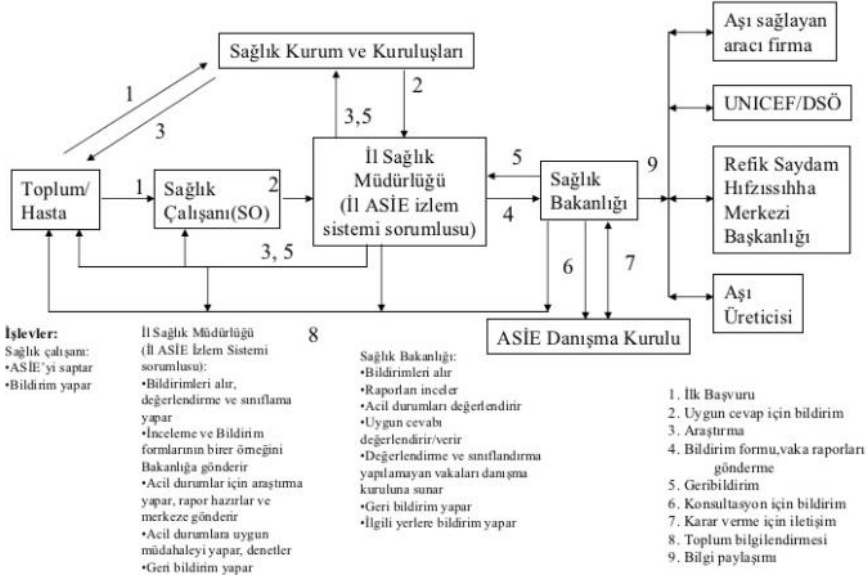 Sağlık Kurum ve Kuruluşları
Aşı sağlayan
aracı firma
UNICEF/DSÖ
Refik Saydam
Hıfzıssıhha
Merkezi
Başkanlığı
Aşı
Üreticisi
1
3
2
3,5
Toplum/
Hasta
1
Sağlık
Çalışanı(SO)
2
İl Sağlık
Müdürlüğü
(İl ASİE izlem
sistemi sorumlusu)
5
4
Sağlık
Bakanlığı
9
3, 5
6
7
8
ASİE Danışma Kurulu
İşlevler:
Sağlık çalışanı:
•ASİE'yi saptar
•Bildirim yapar
İl Sağlık Müdürlüğü
(İl ASİE İzlem Sistemi
sorumlusu):
•Bildirimleri alır,
değerlendirme ve sınıflama
yapar
•İnceleme ve Bildirim
formlarının birer örneğini
Bakanlığa gönderir
•Acil durumlar için araştırma
yapar, rapor hazırlar ve
merkeze gönderir
•Acil durumlara uygun
müdahaleyi yapar, denetler
•Geri bildirim yapar
Sağlık Bakanlığı:
•Bildirimleri alır
•Raporları inceler
•Acil durumları değerlendirir
•Uygun cevabı
değerlendirir/verir
•Değerlendirme ve sınıflandırma
yapılamayan vakaları danışma
kuruluna sunar
•Geri bildirim yapar
•İlgili yerlere bildirim yapar
1. İlk Başvuru
2. Uygun cevap için bildirim
3. Araştırma
4. Bildirim formu,vaka raporları
gönderme
5. Geribildirim
6. Konsultasyon için bildirim
7. Karar verme için iletişim
8. Toplum bilgilendirmesi
9. Bilgi paylaşımı